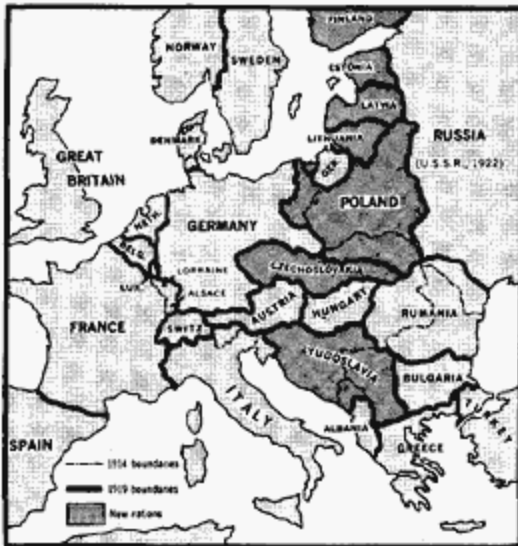 FINLAND
NORWAY
SWEDEN
ESTONIA
LATVIA
DENMARK
LITHUANIA
RUSSIA
(U.S.S.R., 1922)
GREAT
BRITAIN
GER.
POLAND
NETH.
GERMANY
BELG.
LORRAINE
CZECHOSLOVAKIA
LUX.
ALSACE
AUSTRIA
HUNGARY
RUMANIA
FRANCE
SWITZ
YUGOSLAVIA
BULGARIA
ITALY
ALBANIA
TURKEY
SPAIN
GREECE
1914 boundaries
1919 boundaries
New nations